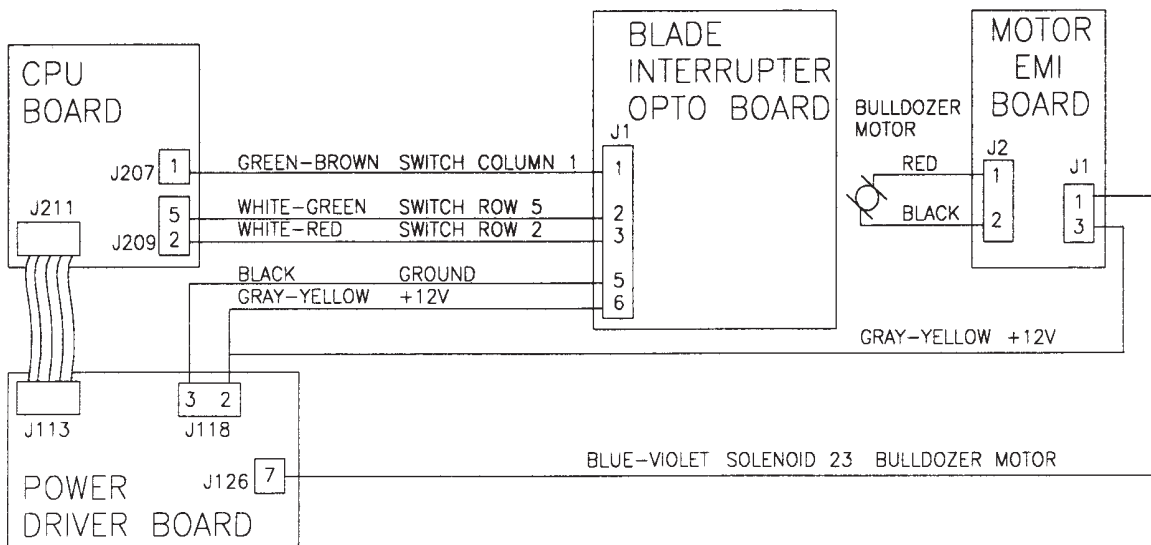 CPU
BOARD
J207
1
J211
5
J209
2
GREEN-BROWN SWITCH COLUMN 1
WHITE-GREEN SWITCH ROW 5
WHITE-RED SWITCH ROW 2
BLACK GROUND
GRAY-YELLOW +12V
BLADE
INTERRUPTER
OPTO BOARD
J1
1
2
3
5
6
MOTOR
EMI
BOARD
BULLDOZER
MOTOR
RED
BLACK
J2
1
2
J1
1
3
GRAY-YELLOW +12V
J113
3 2
J118
POWER
DRIVER BOARD
J126
7
BLUE-VIOLET SOLENOID 23 BULLDOZER MOTOR